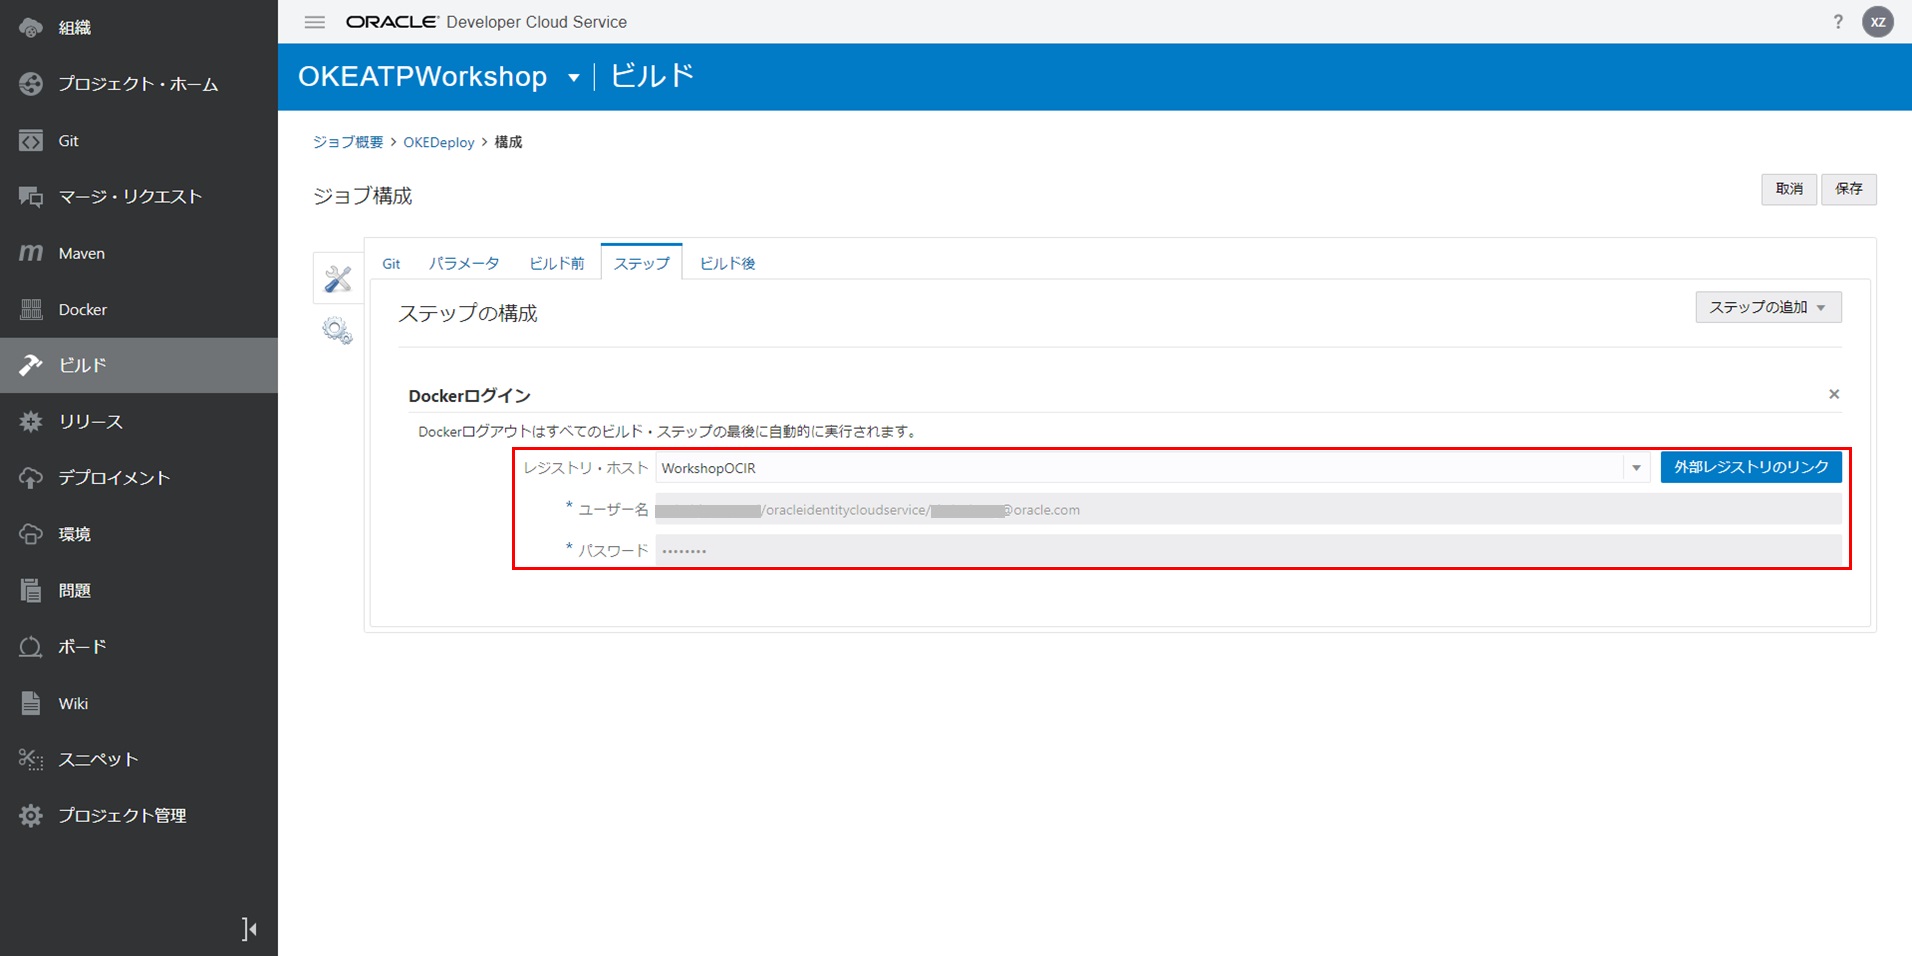 組織
プロジェクト・ホーム
Git
マージ・リクエスト
Maven
Docker
ビルド
リリース
デプロイメント
環境
問題
ボード
Wiki
スニペット
プロジェクト管理
ORACLE Developer Cloud Service
? XZ
OKEATPWorkshop ビルド
ジョブ概要 > OKEDeploy > 構成
ジョブ構成
取消 保存
Git パラメータ ビルド前 ステップ ビルド後
ステップの構成
ステップの追加
Dockerログイン
Dockerログアウトはすべてのビルド・ステップの最後に自動的に実行されます。
レジストリ・ホスト WorkshopOCIR 外部レジストリのリンク
* ユーザー名 /oracleidentitycloudservice/ @oracle.com
* パスワード ••••••••